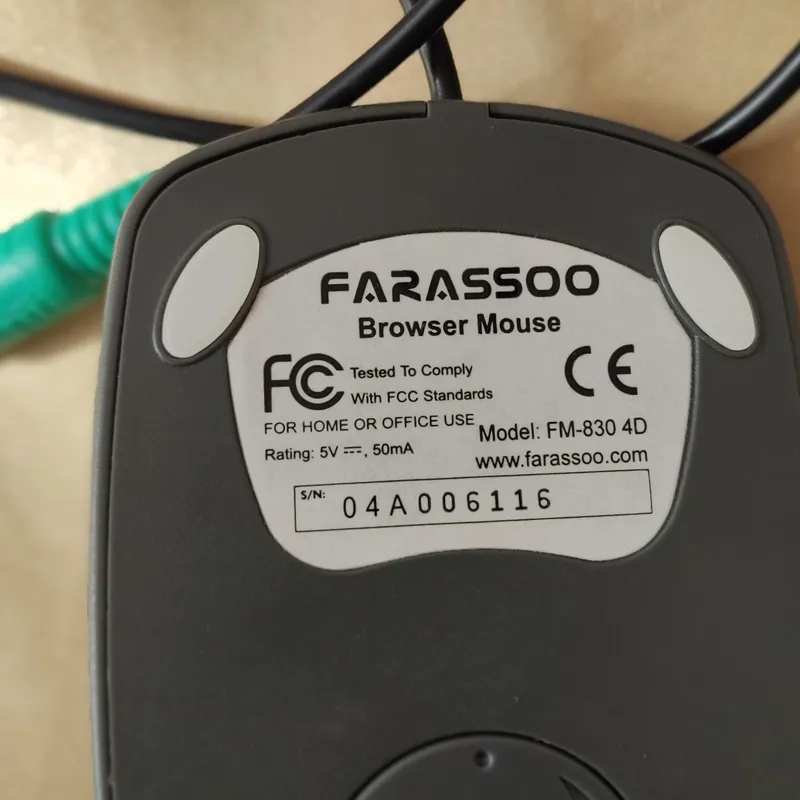 FARASSOO
Browser Mouse
FC Tested To Comply
With FCC Standards
CE
FOR HOME OR OFFICE USE
Model: FM-830 4D
Rating: 5V ⎓, 50mA
www.farassoo.com
S/N: 04A006116